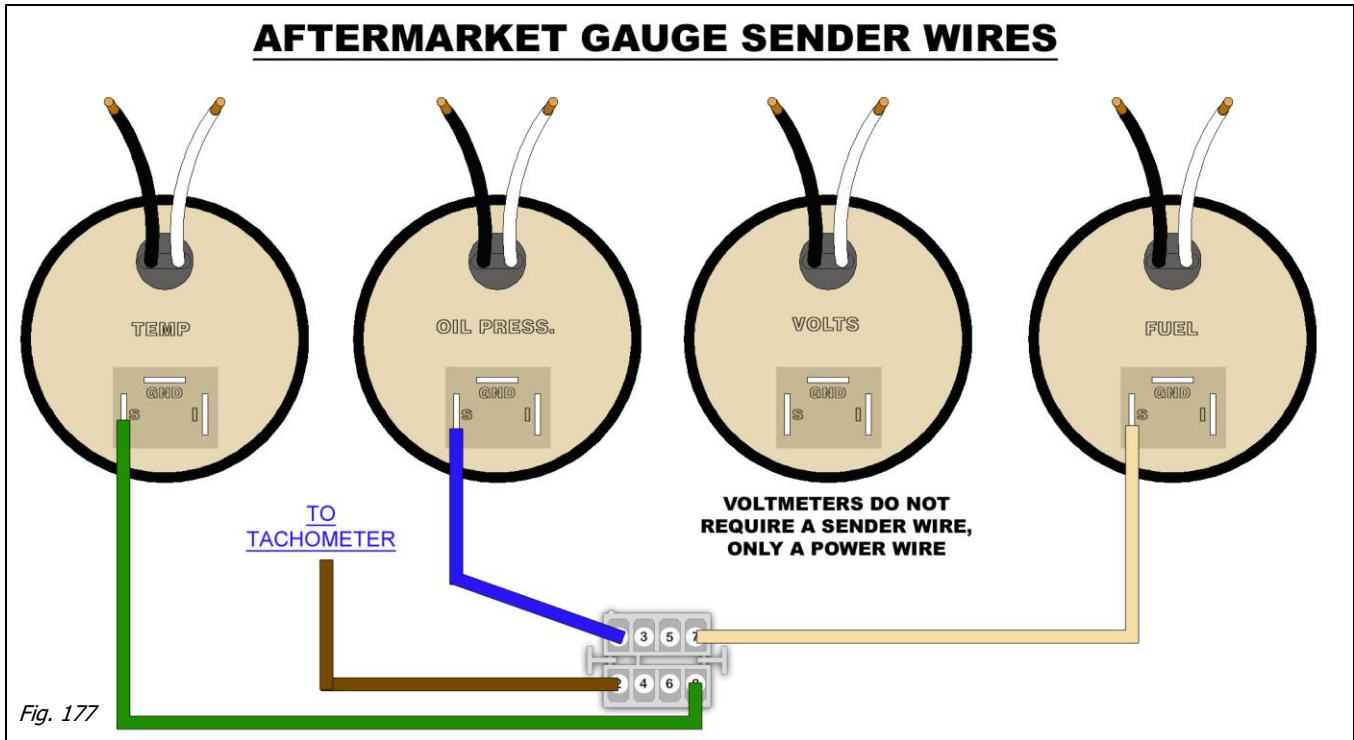 AFTERMARKET GAUGE SENDER WIRES
TEMP
OIL PRESS.
VOLTS
FUEL
GND
S I
GND
S I
GND
S I
GND
S I
VOLTMETERS DO NOT
REQUIRE A SENDER WIRE,
ONLY A POWER WIRE
TO
TACHOMETER
3 5 7
2 4 6
Fig. 177